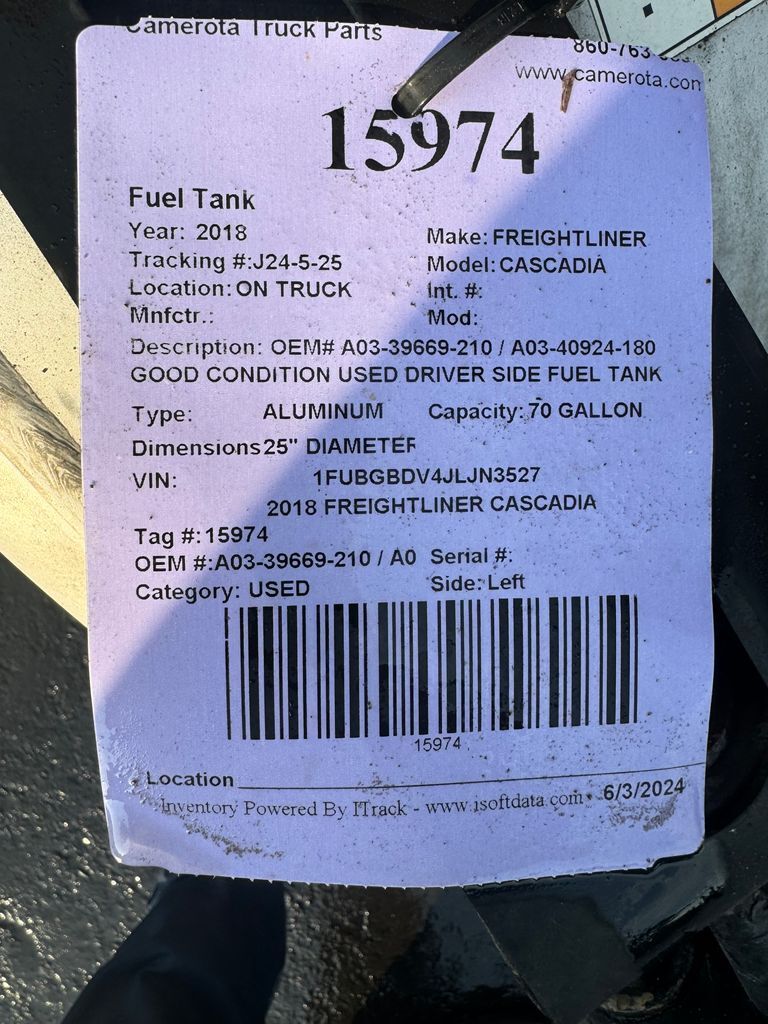 Camerota Truck Parts
860-763-
www.camerota.com
15974
Fuel Tank
Year: 2018 Make: FREIGHTLINER
Tracking #:J24-5-25 Model: CASCADIA
Location: ON TRUCK Int. #:
Mnfctr.: Mod:
Description: OEM# A03-39669-210 / A03-40924-180
GOOD CONDITION USED DRIVER SIDE FUEL TANK
Type: ALUMINUM Capacity: 70 GALLON
Dimensions25" DIAMETER
VIN: 1FUBGBDV4JLJN3527
2018 FREIGHTLINER CASCADIA
Tag #: 15974
OEM #:A03-39669-210 / A0 Serial #:
Category: USED Side: Left
15974
Location
Inventory Powered By ITrack - www.isoftdata.com 6/3/2024